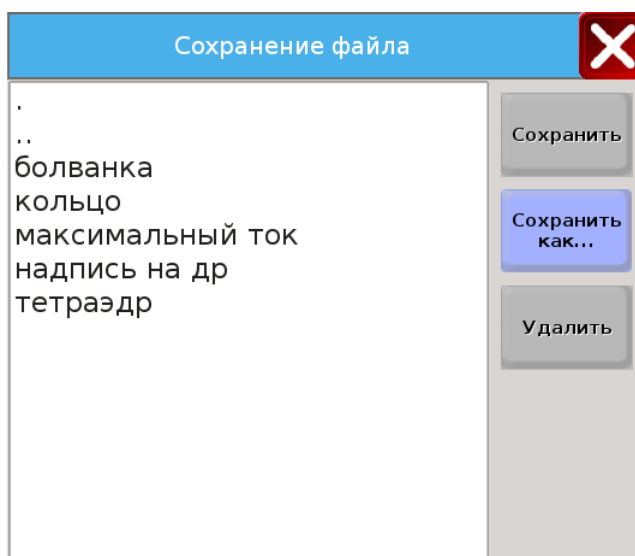 Сохранение файла
.
..
болванка
кольцо
максимальный ток
надпись на др
тетраэдр
Сохранить
Сохранить
как...
Удалить